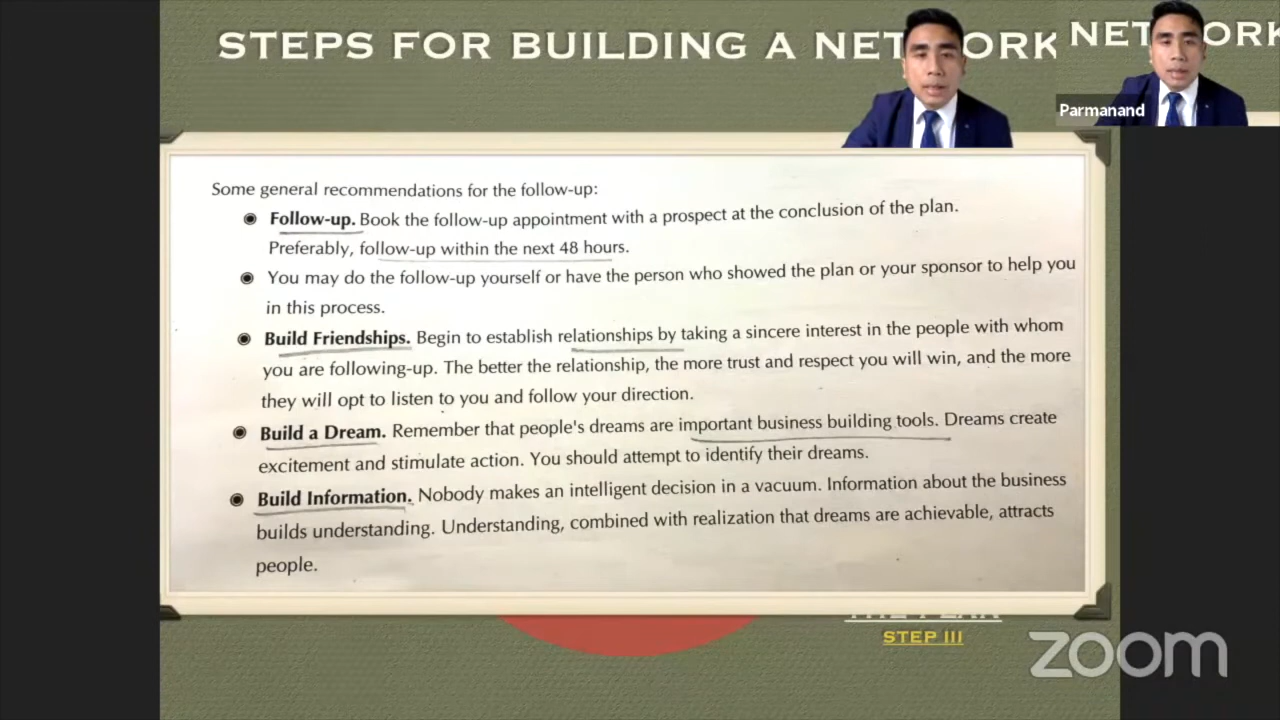 STEPS FOR BUILDING A NET ORK
NET ORK
Parmanand
Some general recommendations for the follow-up:
Follow-up. Book the follow-up appointment with a prospect at the conclusion of the plan.
Preferably, follow-up within the next 48 hours.
You may do the follow-up yourself or have the person who showed the plan or your sponsor to help you
in this process.
Build Friendships. Begin to establish relationships by taking a sincere interest in the people with whom
you are following-up. The better the relationship, the more trust and respect you will win, and the more
they will opt to listen to you and follow your direction.
Build a Dream. Remember that people's dreams are important business building tools. Dreams create
excitement and stimulate action. You should attempt to identify their dreams.
Build Information. Nobody makes an intelligent decision in a vacuum. Information about the business
builds understanding. Understanding, combined with realization that dreams are achievable, attracts
people.
STEP III
zoom